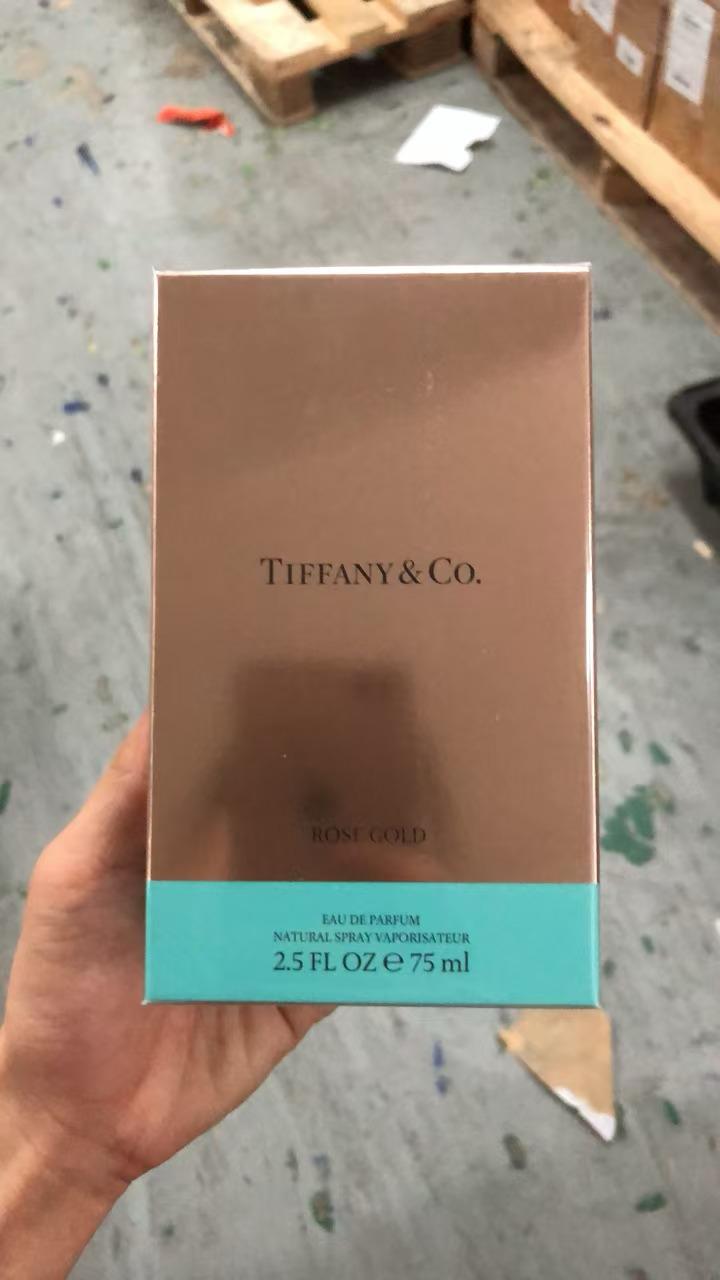 TIFFANY & CO.
ROSE GOLD
EAU DE PARFUM
NATURAL SPRAY VAPORISATEUR
2.5 FL OZ ℮ 75 ml